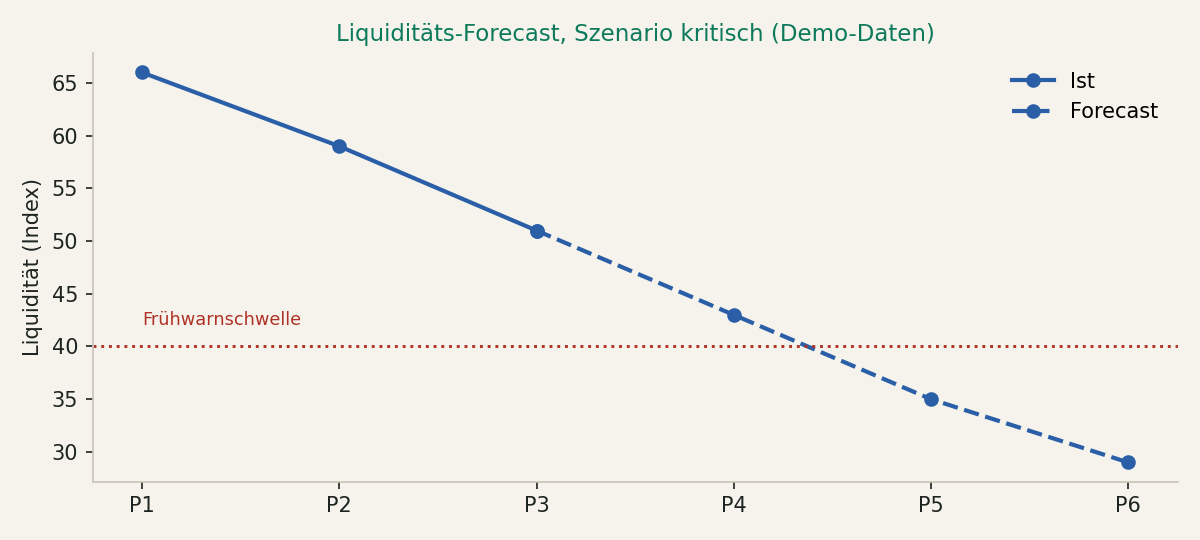 Liquiditäts-Forecast, Szenario kritisch (Demo-Daten)
Ist
Forecast
Liquidität (Index)
65
60
55
50
45
40
35
30
Frühwarnschwelle
P1 P2 P3 P4 P5 P6